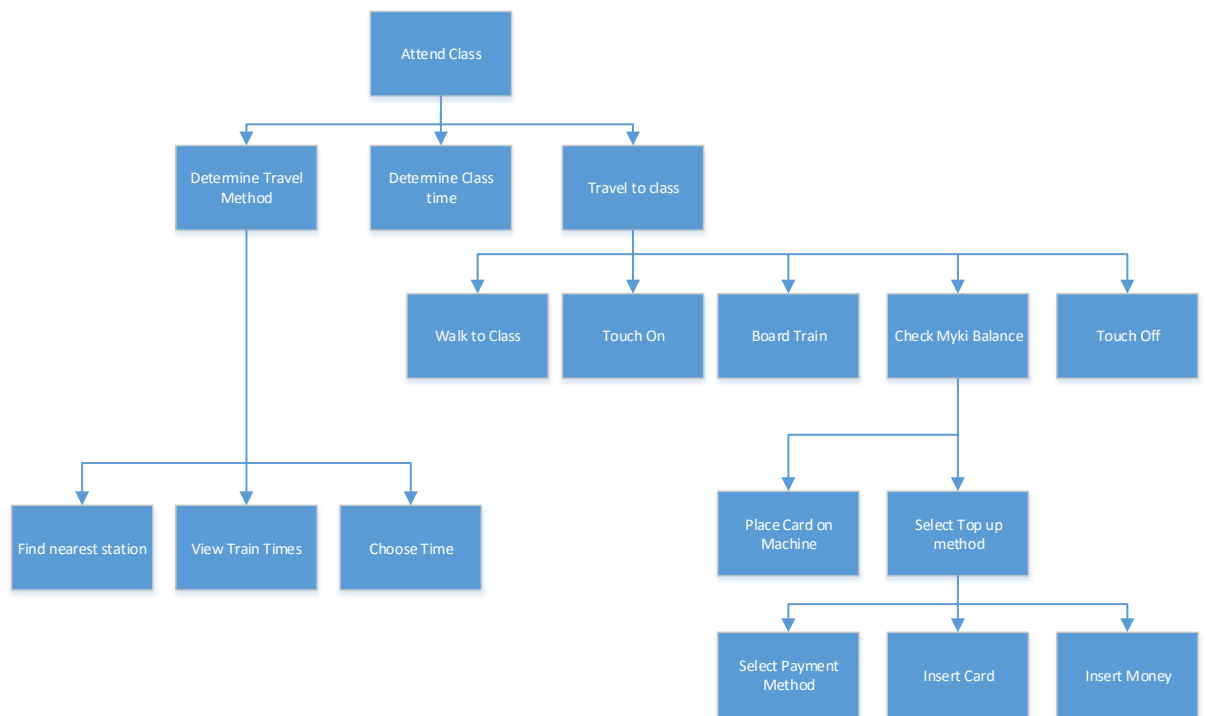 Attend Class
Determine Travel
Method
Determine Class
time
Travel to class
Walk to Class
Touch On
Board Train
Check Myki Balance
Touch Off
Find nearest station
View Train Times
Choose Time
Place Card on
Machine
Select Top up
method
Select Payment
Method
Insert Card
Insert Money